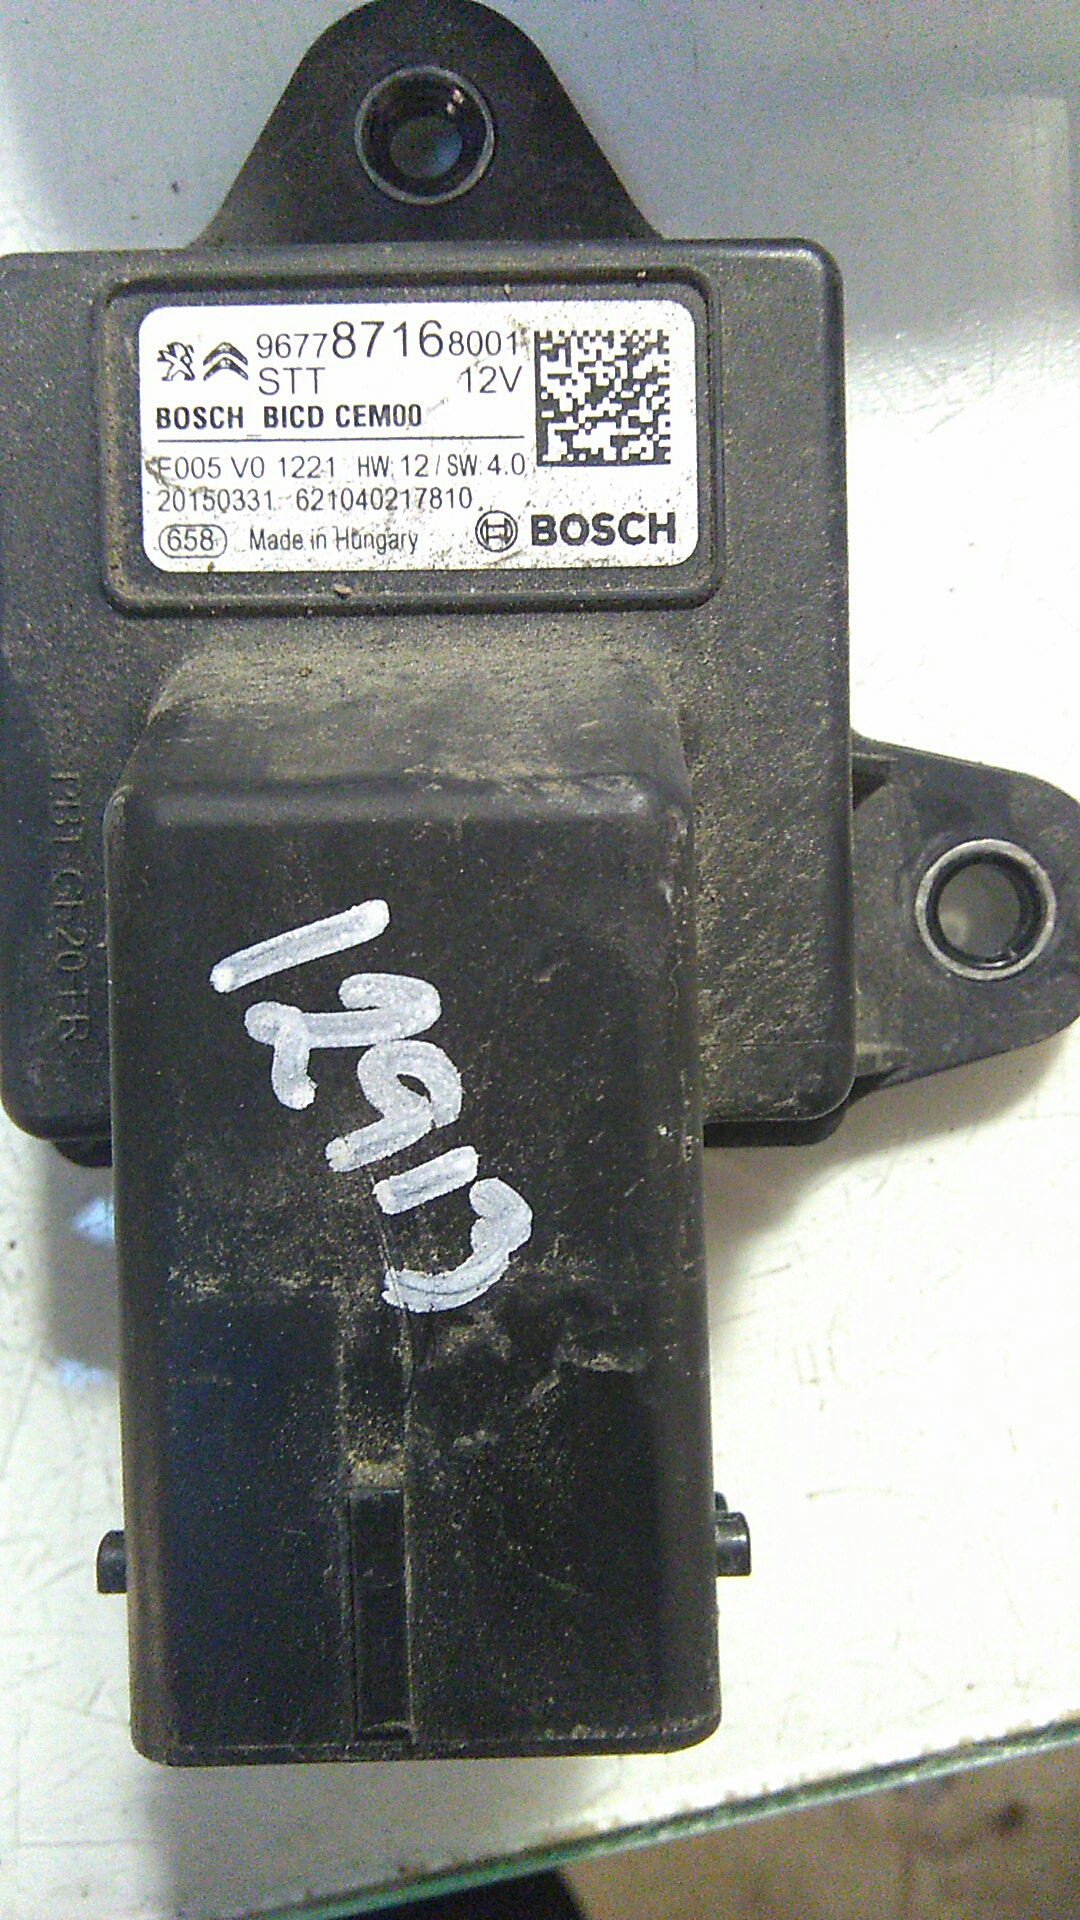 967787168001
STT 12V
BOSCH BICD CEM00
F005 V0 1221 HW: 12 / SW: 4.0
20150331 621040217810
658 Made in Hungary BOSCH